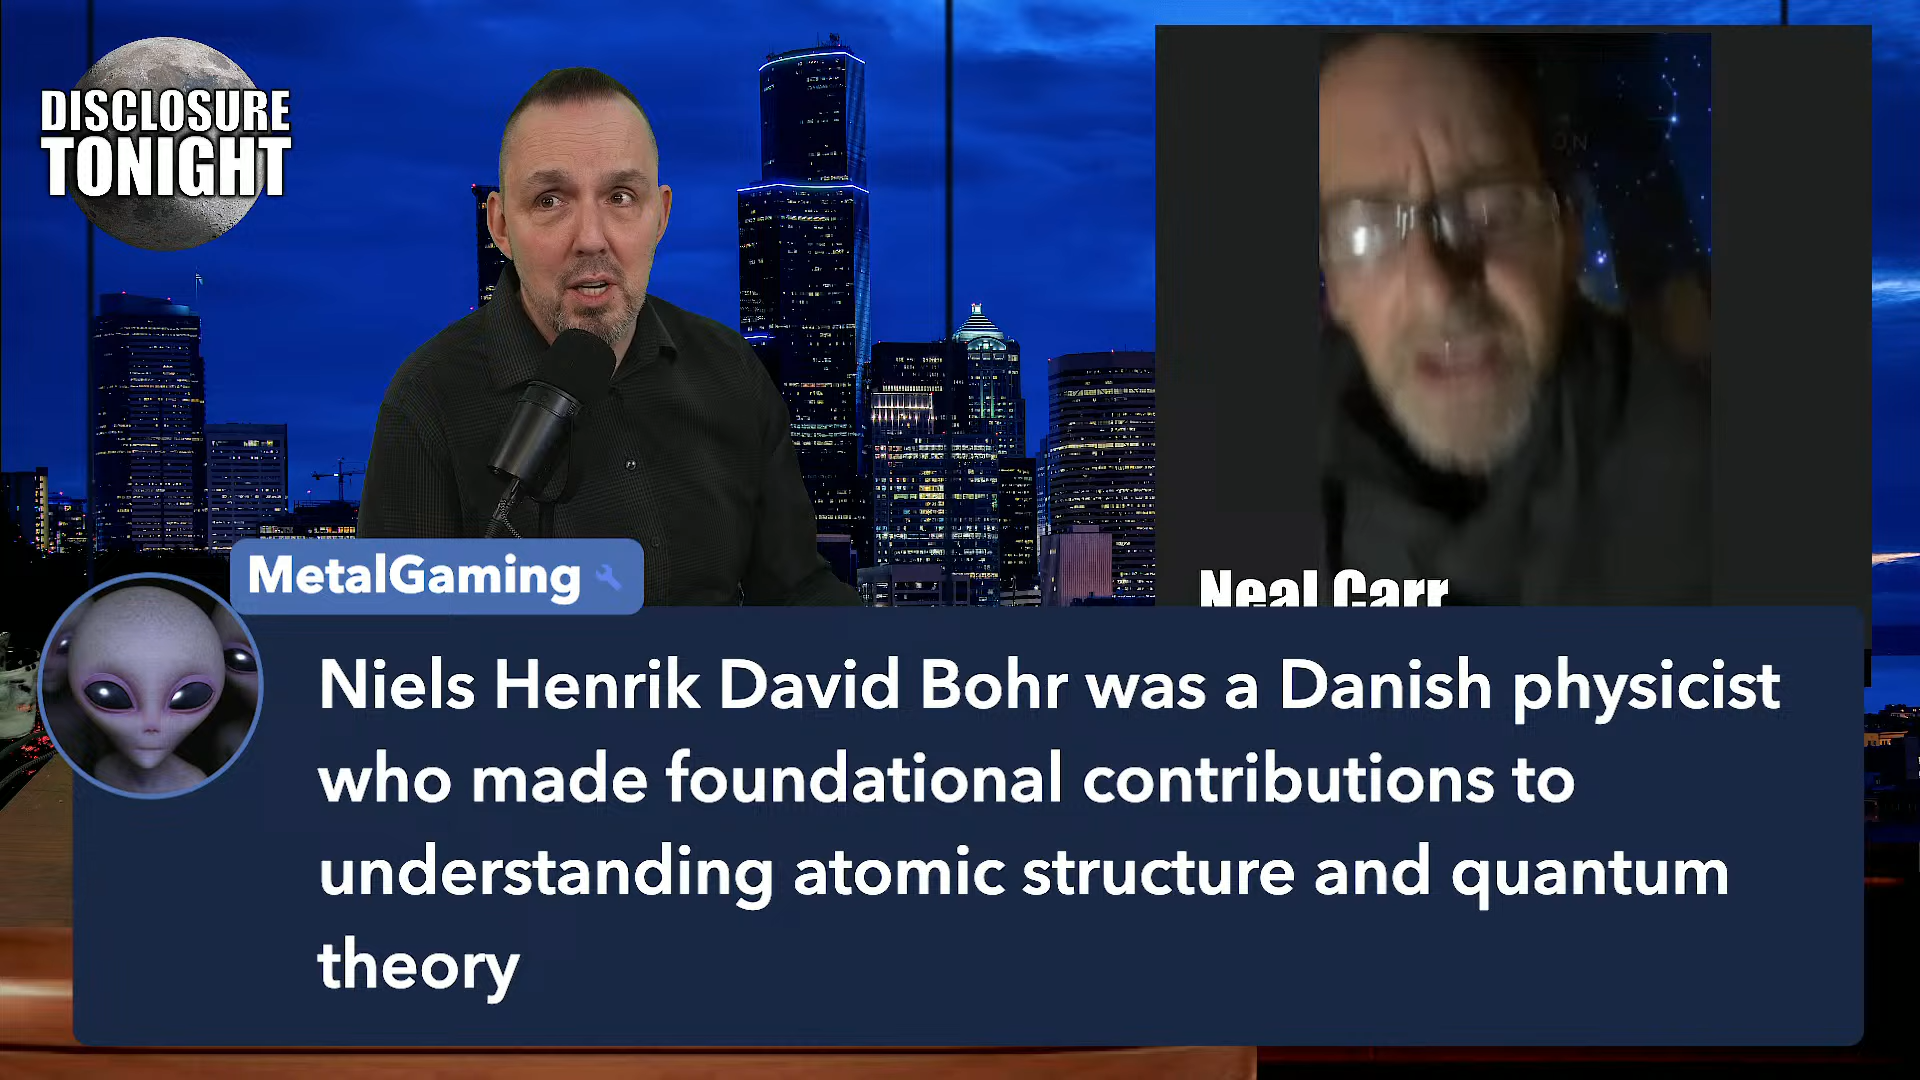 DISCLOSURE
TONIGHT
ON
Neal Carr
MetalGaming
Niels Henrik David Bohr was a Danish physicist
who made foundational contributions to
understanding atomic structure and quantum
theory